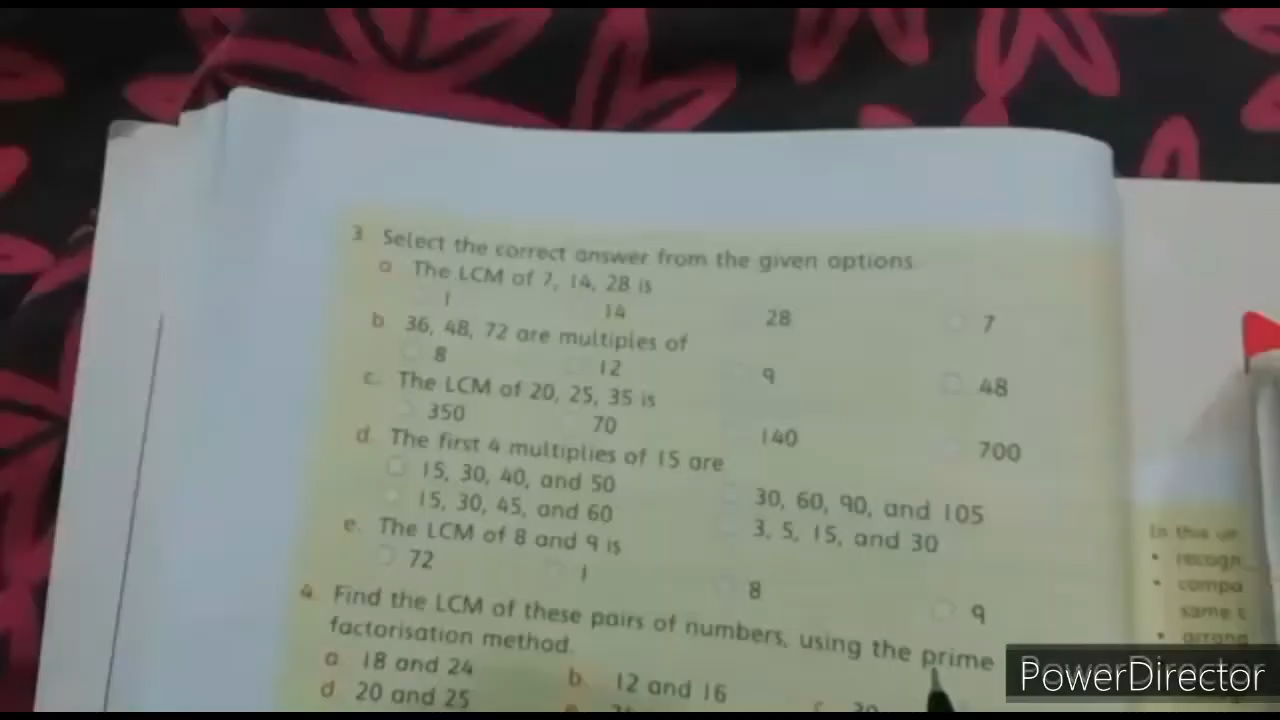 3. Select the correct answer from the given options.
a. The LCM of 7, 14, 28 is
1 14 28 7
b. 36, 48, 72 are multiples of
8 12 9 48
c. The LCM of 20, 25, 35 is
350 70 140 700
d. The first 4 multiplies of 15 are
15, 30, 40, and 50 30, 60, 90, and 105
15, 30, 45, and 60 3, 5, 15, and 30
e. The LCM of 8 and 9 is
72 1 8 9
4. Find the LCM of these pairs of numbers, using the prime
factorisation method.
a. 18 and 24 b. 12 and 16 c.
d. 20 and 25 e.
In this
•
•
same
•
PowerDirector